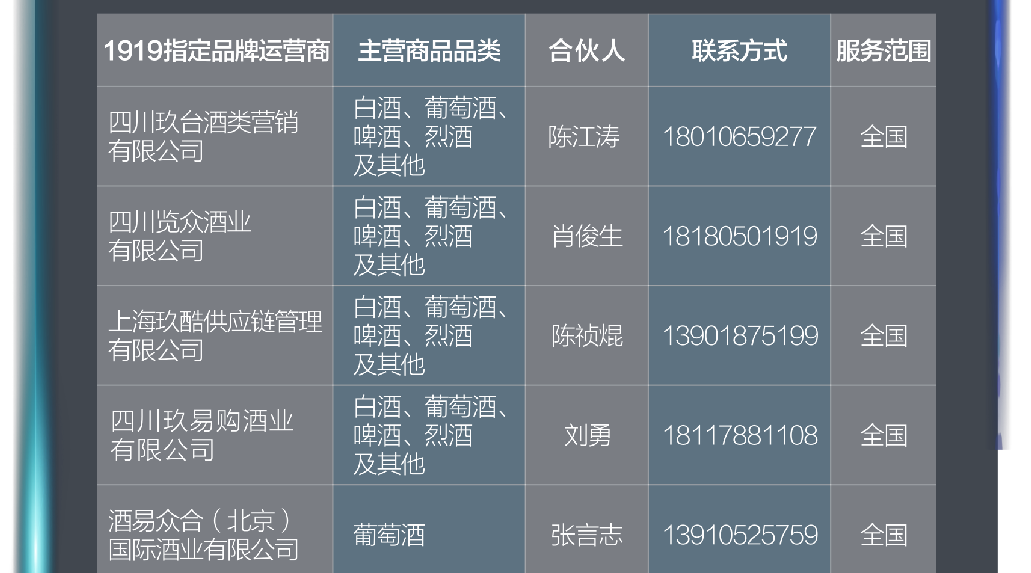 1919指定品牌运营商 主营商品品类 合伙人 联系方式 服务范围
四川玖台酒类营销
有限公司
白酒、葡萄酒、
啤酒、烈酒
及其他
陈江涛
18010659277
全国
四川览众酒业
有限公司
白酒、葡萄酒、
啤酒、烈酒
及其他
肖俊生
18180501919
全国
上海玖酷供应链管理
有限公司
白酒、葡萄酒、
啤酒、烈酒
及其他
陈祯焜
13901875199
全国
四川玖易购酒业
有限公司
白酒、葡萄酒、
啤酒、烈酒
及其他
刘勇
18117881108
全国
酒易众合（北京）
国际酒业有限公司
葡萄酒
张言志
13910525759
全国